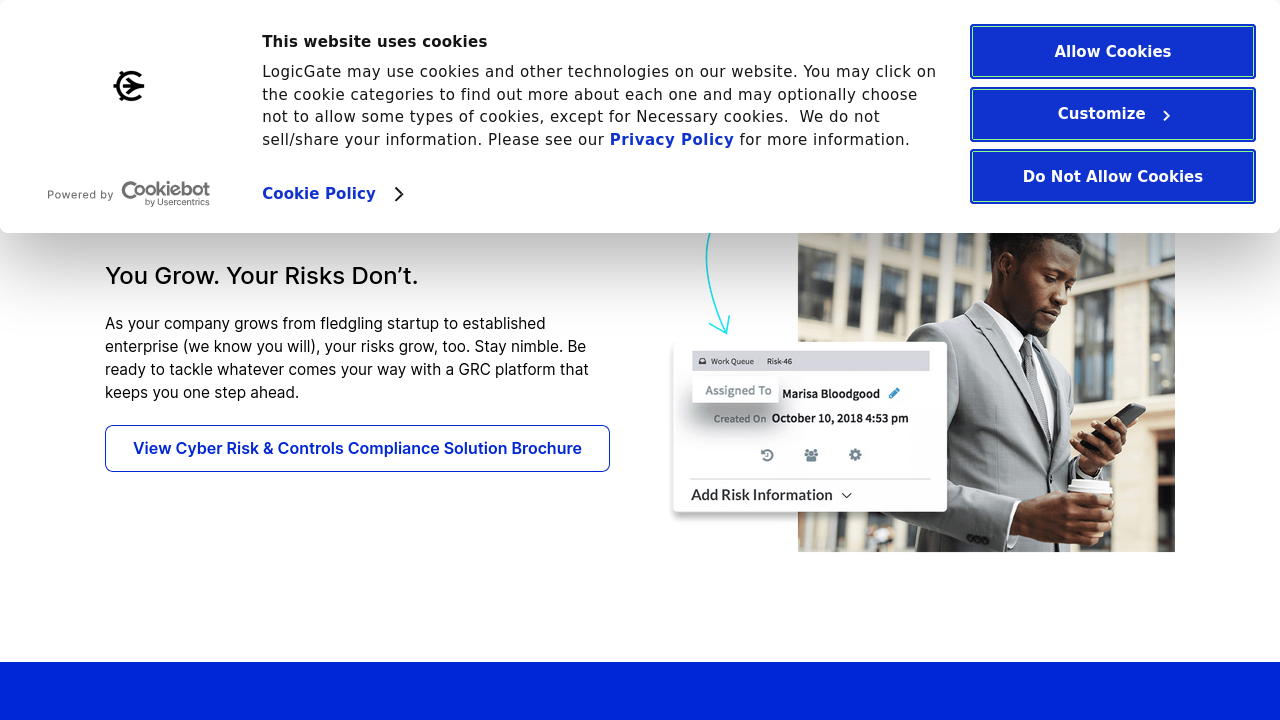 This website uses cookies
LogicGate may use cookies and other technologies on our website. You may click on
the cookie categories to find out more about each one and may optionally choose
not to allow some types of cookies, except for Necessary cookies.  We do not
sell/share your information. Please see our Privacy Policy for more information.
Cookie Policy
Powered by Cookiebot
by Usercentrics
Allow Cookies
Customize
Do Not Allow Cookies
You Grow. Your Risks Don’t.
As your company grows from fledgling startup to established
enterprise (we know you will), your risks grow, too. Stay nimble. Be
ready to tackle whatever comes your way with a GRC platform that
keeps you one step ahead.
View Cyber Risk & Controls Compliance Solution Brochure
Work Queue Risk-46
Assigned To Marisa Bloodgood
Created On October 10, 2018 4:53 pm
Add Risk Information